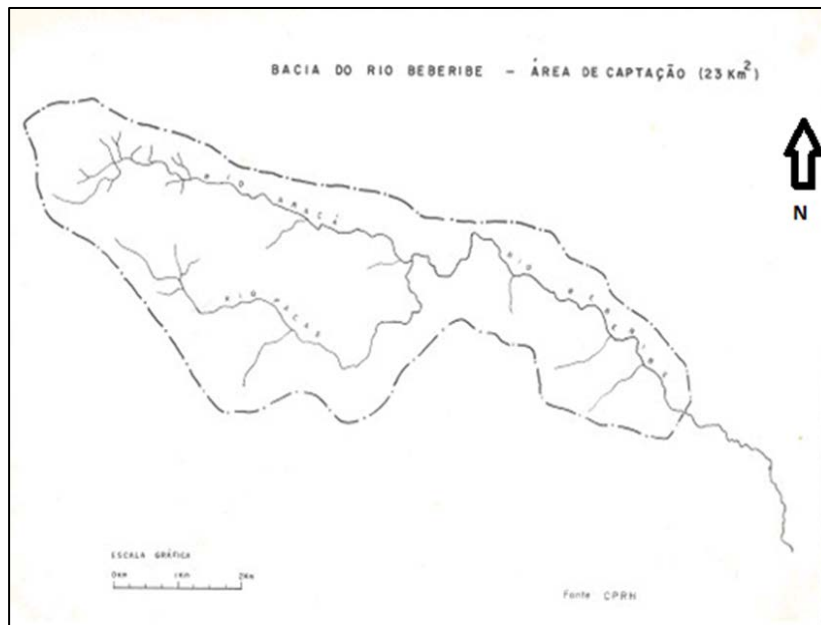 BACIA DO RIO BEBERIBE - ÁREA DE CAPTAÇÃO (23 Km²)
N
RIO ARAÇÁ
RIO BEBERIBE
RIO PACAS
ESCALA GRÁFICA
0Km 1Km 2Km
Fonte CPRH